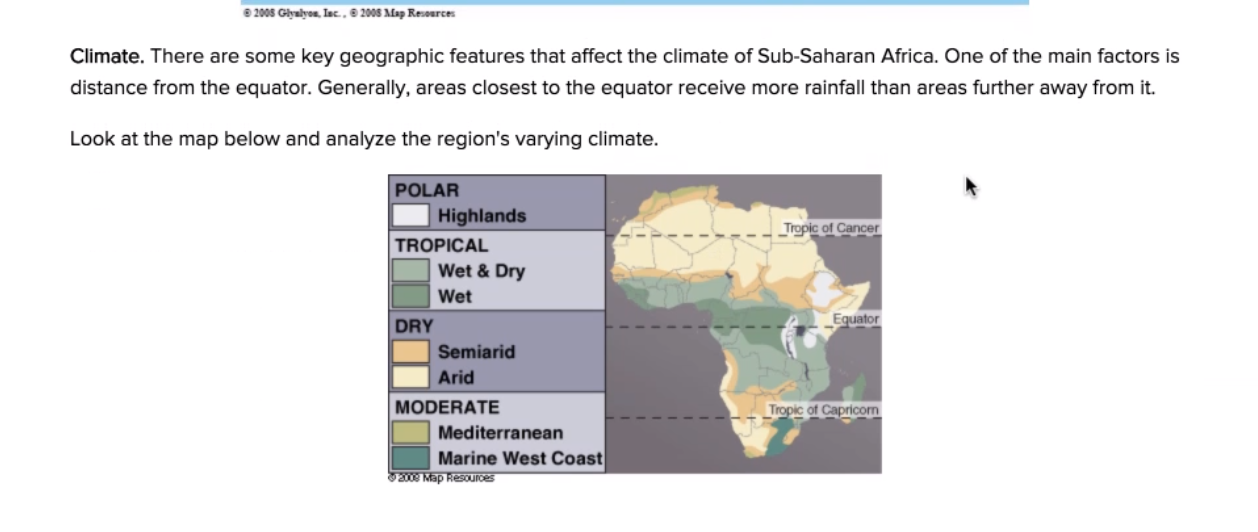 © 2008 Glynlyon, Inc. , © 2008 Map Resources
Climate. There are some key geographic features that affect the climate of Sub-Saharan Africa. One of the main factors is
distance from the equator. Generally, areas closest to the equator receive more rainfall than areas further away from it.
Look at the map below and analyze the region's varying climate.
POLAR
Highlands
TROPICAL
Wet & Dry
Wet
DRY
Semiarid
Arid
MODERATE
Mediterranean
Marine West Coast
Tropic of Cancer
Equator
Tropic of Capricorn
© 2008 Map Resources